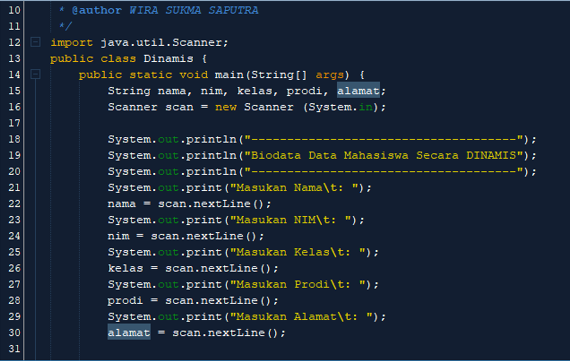 10 * @author WIRA SUKMA SAPUTRA
11 */
12 import java.util.Scanner;
13 public class Dinamis {
14 public static void main(String[] args) {
15 String nama, nim, kelas, prodi, alamat;
16 Scanner scan = new Scanner (System.in);
17
18 System.out.println("-------------------------------------");
19 System.out.println("Biodata Data Mahasiswa Secara DINAMIS");
20 System.out.println("-------------------------------------");
21 System.out.print("Masukan Nama\t: ");
22 nama = scan.nextLine();
23 System.out.print("Masukan NIM\t: ");
24 nim = scan.nextLine();
25 System.out.print("Masukan Kelas\t: ");
26 kelas = scan.nextLine();
27 System.out.print("Masukan Prodi\t: ");
28 prodi = scan.nextLine();
29 System.out.print("Masukan Alamat\t: ");
30 alamat = scan.nextLine();
31